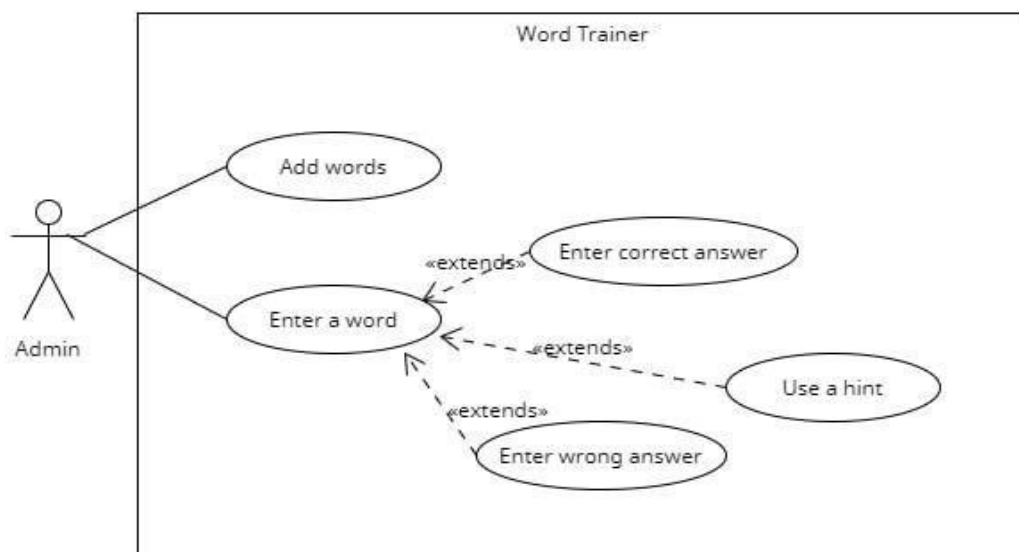 Word Trainer
Add words
Enter correct answer
«extends»
Enter a word
Admin
«extends»
Use a hint
«extends»
Enter wrong answer